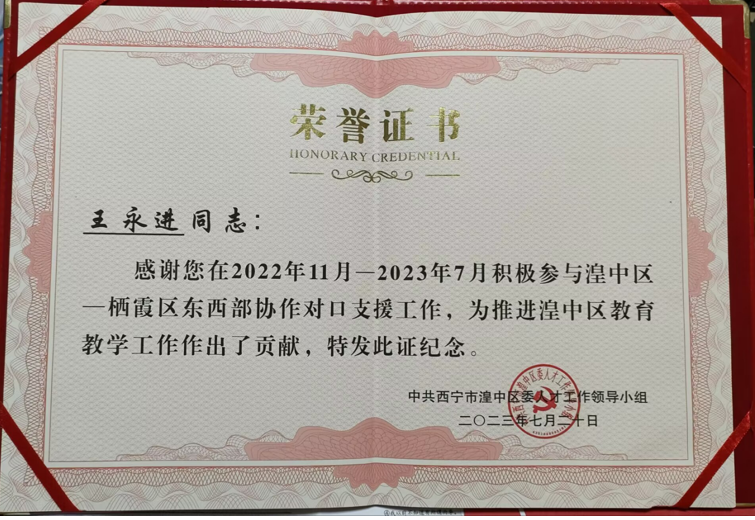 荣誉证书
HONORARY CREDENTIAL
王永进同志：
感谢您在2022年11月—2023年7月积极参与湟中区
—栖霞区东西部协作对口支援工作，为推进湟中区教育
教学工作作出了贡献，特发此证纪念。
中共西宁市湟中区委人才工作领导小组
二〇二三年七月二十日